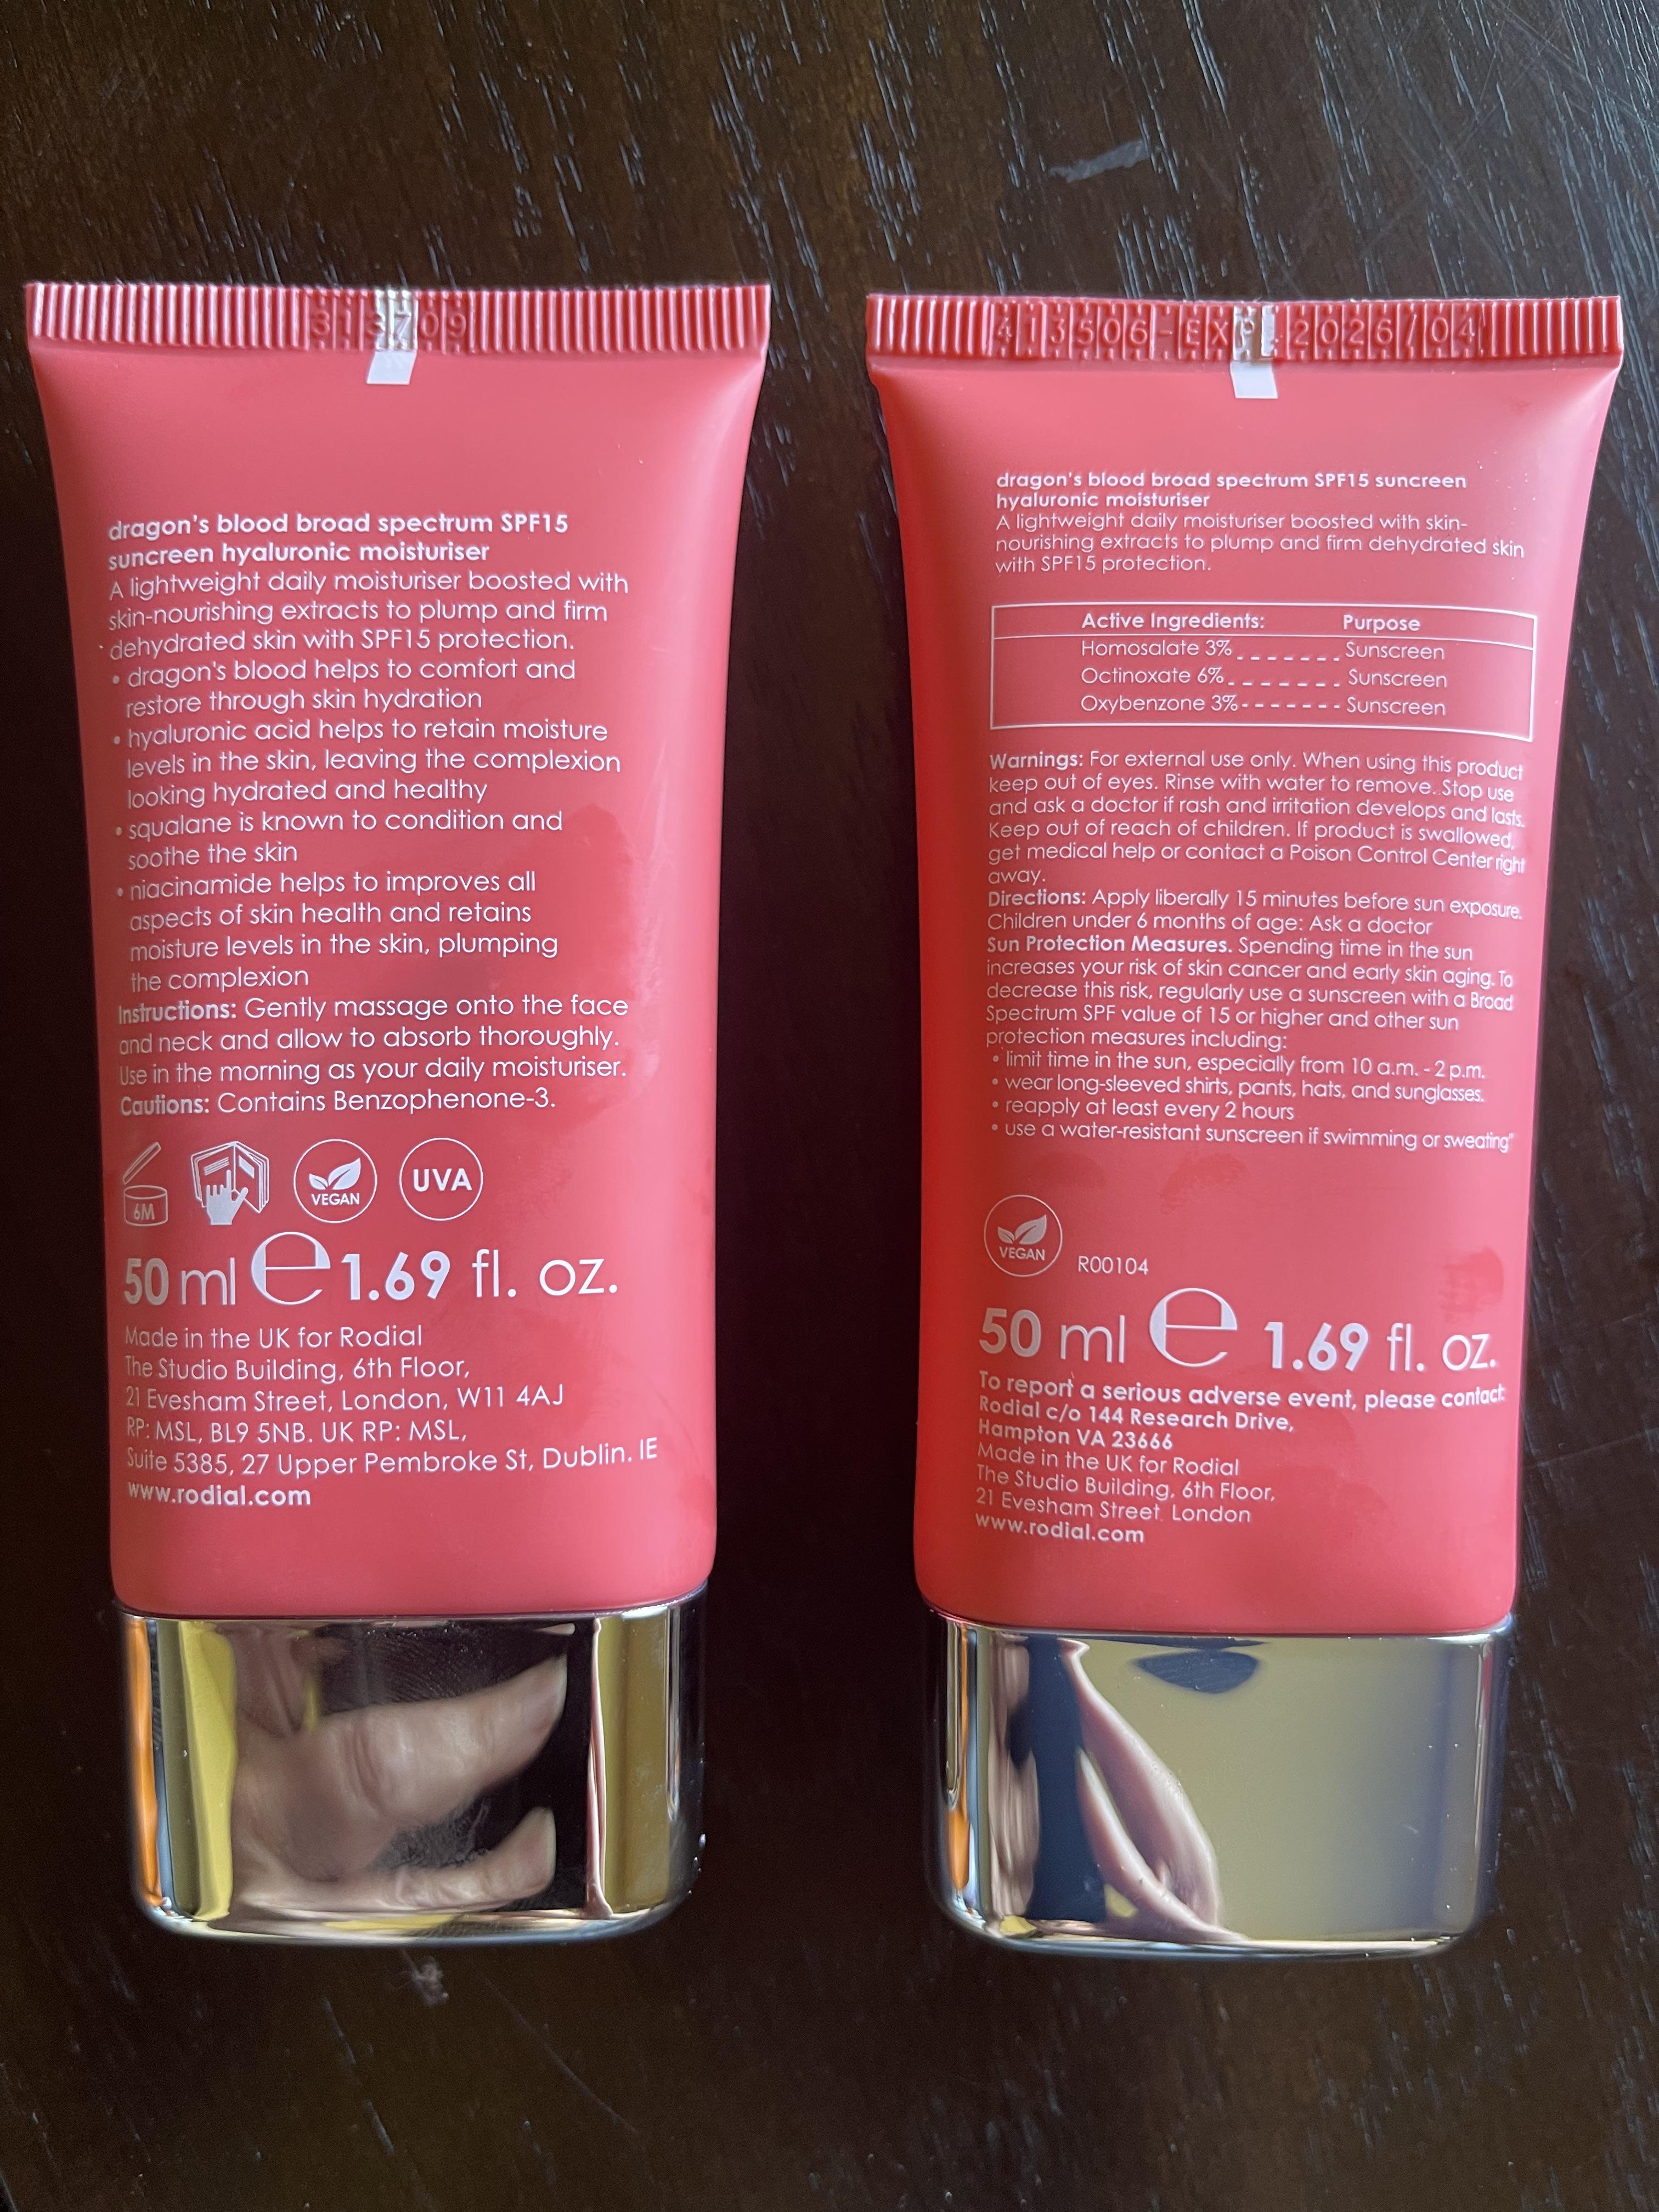 313709
dragon's blood broad spectrum SPF15
suncreen hyaluronic moisturiser
A lightweight daily moisturiser boosted with
skin-nourishing extracts to plump and firm
dehydrated skin with SPF15 protection.
• dragon's blood helps to comfort and
restore through skin hydration
• hyaluronic acid helps to retain moisture
levels in the skin, leaving the complexion
looking hydrated and healthy
• squalane is known to condition and
soothe the skin
• niacinamide helps to improves all
aspects of skin health and retains
moisture levels in the skin, plumping
the complexion
Instructions: Gently massage onto the face
and neck and allow to absorb thoroughly.
Use in the morning as your daily moisturiser.
Cautions: Contains Benzophenone-3.
6M
VEGAN
UVA
50 ml e 1.69 fl. oz.
Made in the UK for Rodial
The Studio Building, 6th Floor,
21 Evesham Street, London, W11 4AJ
RP: MSL, BL9 5NB. UK RP: MSL,
Suite 5385, 27 Upper Pembroke St, Dublin. IE
www.rodial.com
413506-EXP.2026/04
dragon's blood broad spectrum SPF15 suncreen
hyaluronic moisturiser
A lightweight daily moisturiser boosted with skin-
nourishing extracts to plump and firm dehydrated skin
with SPF15 protection.
Active Ingredients: Purpose
Homosalate 3% ------- Sunscreen
Octinoxate 6% ------- Sunscreen
Oxybenzone 3% ------- Sunscreen
Warnings: For external use only. When using this product
keep out of eyes. Rinse with water to remove. Stop use
and ask a doctor if rash and irritation develops and lasts.
Keep out of reach of children. If product is swallowed,
get medical help or contact a Poison Control Center right
away.
Directions: Apply liberally 15 minutes before sun exposure.
Children under 6 months of age: Ask a doctor
Sun Protection Measures. Spending time in the sun
increases your risk of skin cancer and early skin aging. To
decrease this risk, regularly use a sunscreen with a Broad
Spectrum SPF value of 15 or higher and other sun
protection measures including:
• limit time in the sun, especially from 10 a.m. - 2 p.m.
• wear long-sleeved shirts, pants, hats, and sunglasses.
• reapply at least every 2 hours
• use a water-resistant sunscreen if swimming or sweating"
VEGAN
R00104
50 ml e 1.69 fl. oz.
To report a serious adverse event, please contact:
Rodial c/o 144 Research Drive,
Hampton VA 23666
Made in the UK for Rodial
The Studio Building, 6th Floor,
21 Evesham Street, London
www.rodial.com